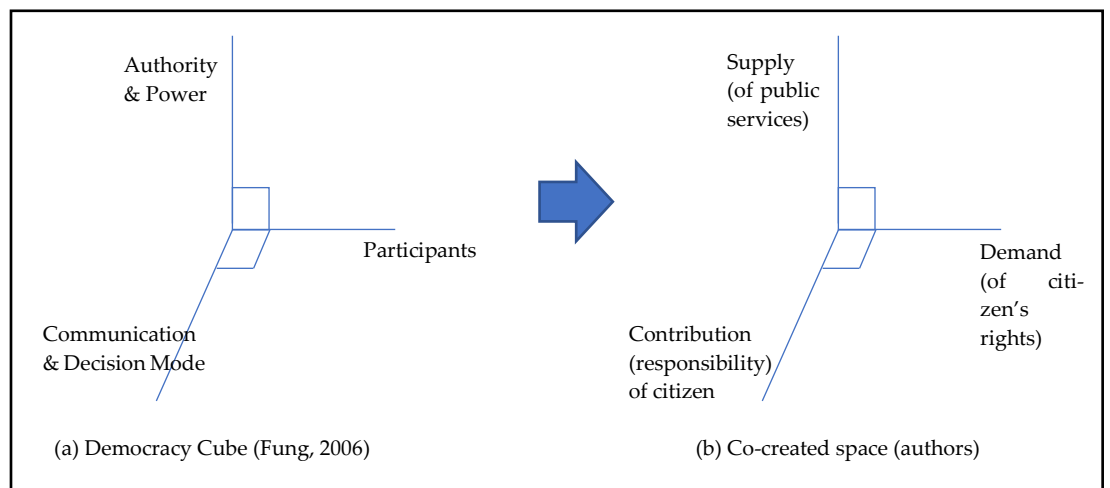 Authority
& Power
Participants
Communication
& Decision Mode
(a) Democracy Cube (Fung, 2006)
Supply
(of public
services)
Demand
(of citi-
zen's
rights)
Contribution
(responsibility)
of citizen
(b) Co-created space (authors)